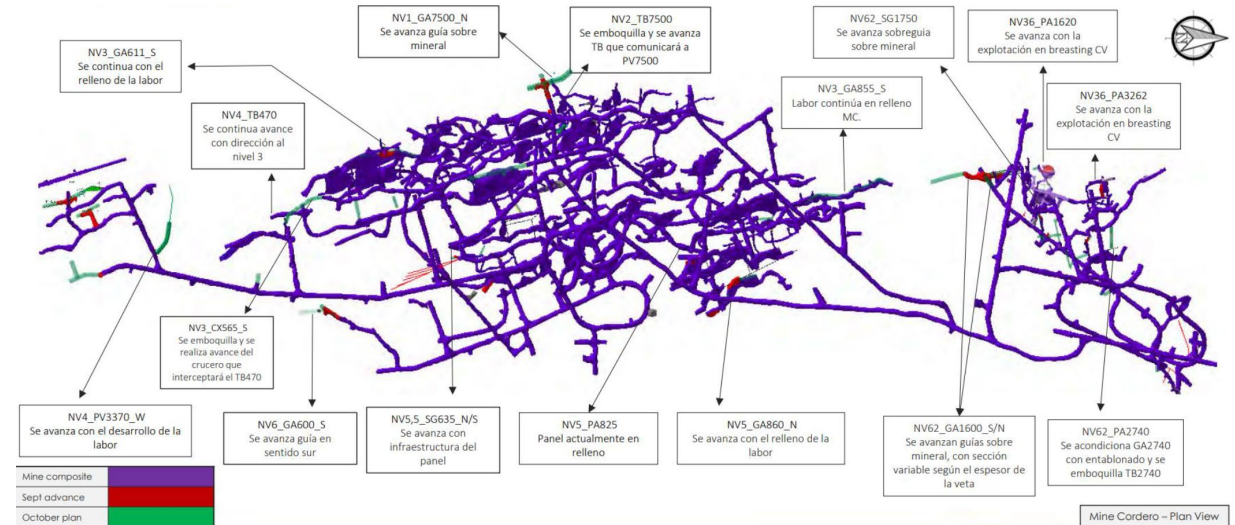 NV1_GA7500_N
Se avanza guía sobre
mineral
NV2_TB7500
Se emboquilla y se avanza
TB que comunicará a
PV7500
NV62_SG1750
Se avanza sobreguia
sobre mineral
NV36_PA1620
Se avanza con la
explotación en breasting CV
NV3_GA611_S
Se continua con el
relleno de la labor
NV4_TB470
Se continua avance
con dirección al
nivel 3
NV3_GA855_S
Labor continúa en relleno
MC.
NV36_PA3262
Se avanza con la
explotación en breasting
CV
NV3_CX565_S
Se emboquilla y se
realiza avance del
crucero que
interceptará el TB470
NV4_PV3370_W
Se avanza con el desarrollo de la
labor
NV6_GA600_S
Se avanza guía en
sentido sur
NV5,5_SG635_N/S
Se avanza con
infraestructura del
panel
NV5_PA825
Panel actualmente en
relleno
NV5_GA860_N
Se avanza con el relleno de la
labor
NV62_GA1600_S/N
Se avanzan guías sobre
mineral, con sección
variable según el espesor de
la veta
NV62_PA2740
Se acondiciona GA2740
con entablonado y se
emboquilla TB2740
Mine composite
Sept advance
October plan
Mine Cordero – Plan View